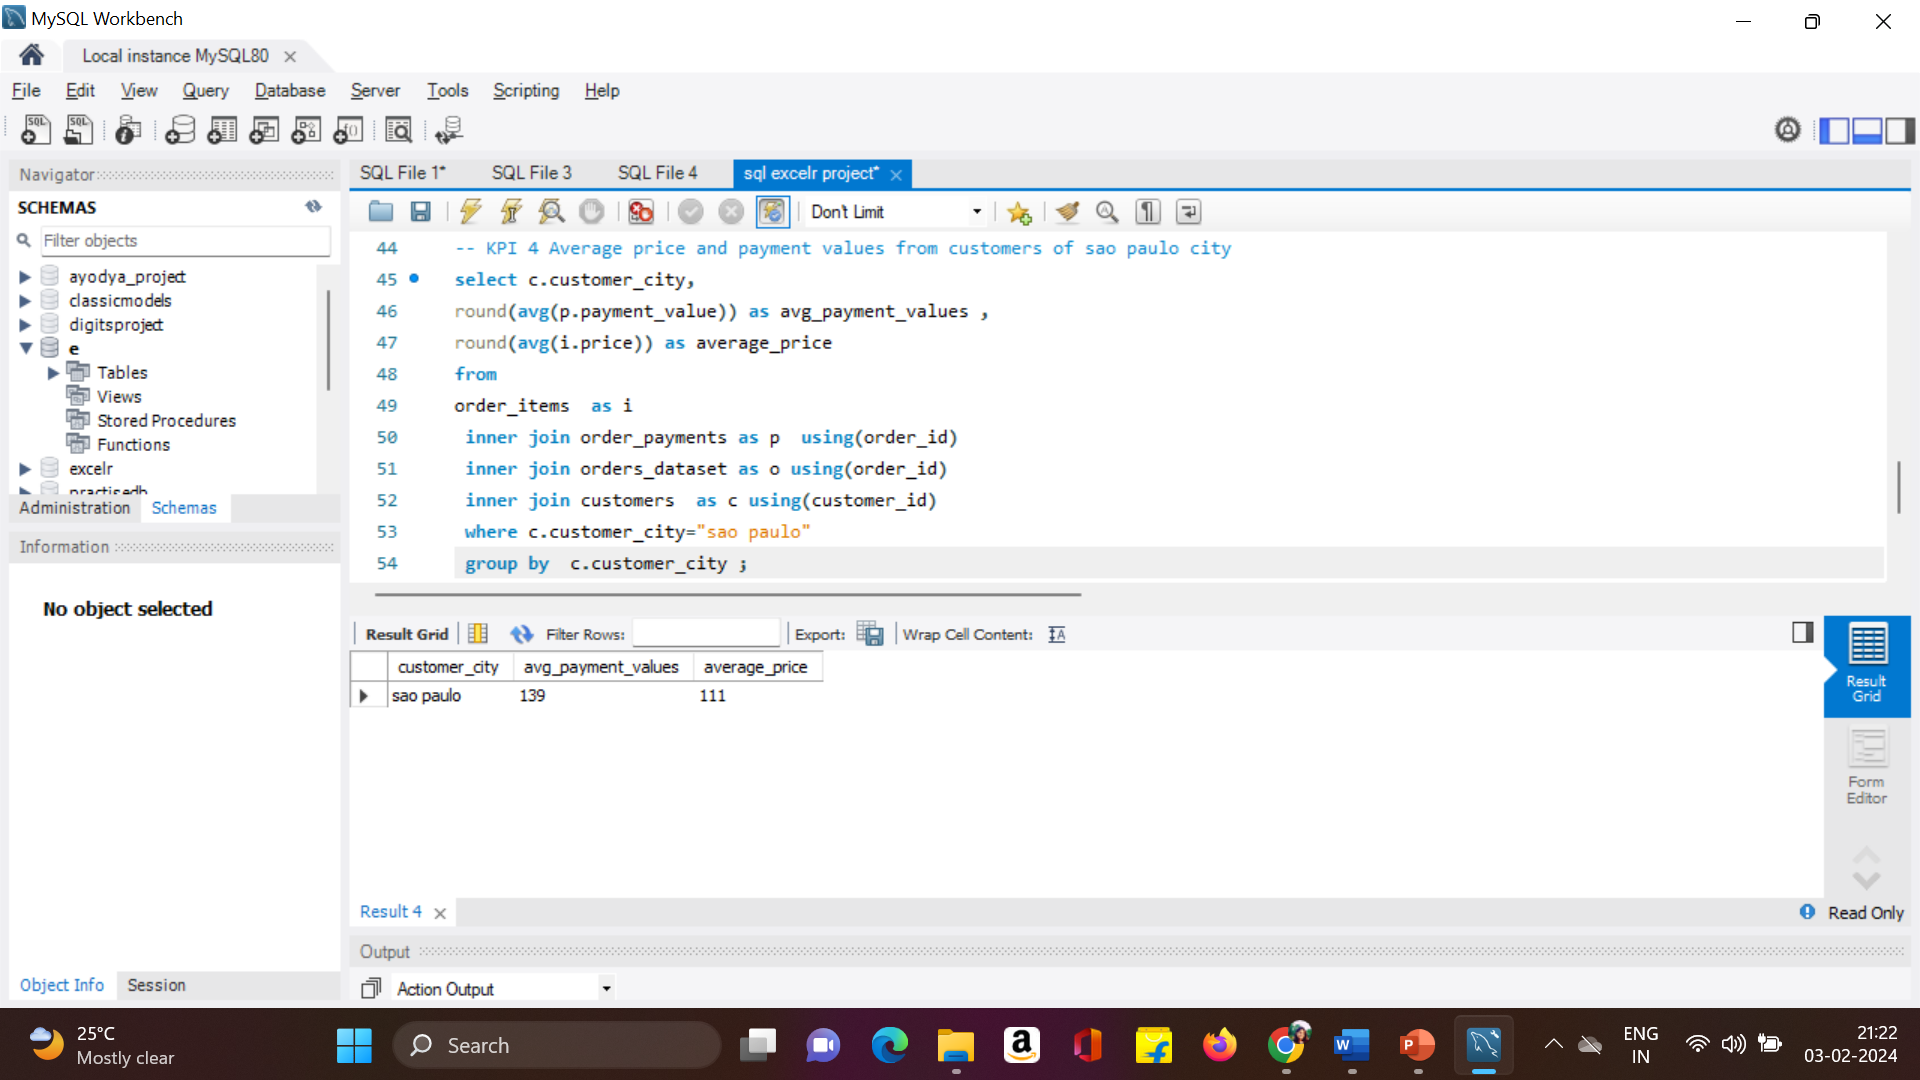 MySQL Workbench
Local instance MySQL80
File Edit View Query Database Server Tools Scripting Help
Navigator
SCHEMAS
Filter objects
ayodya_project
classicmodels
digitsproject
e
Tables
Views
Stored Procedures
Functions
excelr
practisedb
Administration Schemas
Information
No object selected
Object Info Session
SQL File 1* SQL File 3 SQL File 4 sql excelr project*
Don't Limit
44 -- KPI 4 Average price and payment values from customers of sao paulo city
45 select c.customer_city,
46 round(avg(p.payment_value)) as avg_payment_values ,
47 round(avg(i.price)) as average_price
48 from
49 order_items as i
50 inner join order_payments as p using(order_id)
51 inner join orders_dataset as o using(order_id)
52 inner join customers as c using(customer_id)
53 where c.customer_city="sao paulo"
54 group by c.customer_city ;
Result Grid Filter Rows: Export: Wrap Cell Content:
customer_city avg_payment_values average_price
sao paulo 139 111
Result Grid
Form Editor
Result 4
Read Only
Output
Action Output
25°C
Mostly clear
Search
ENG
IN
21:22
03-02-2024